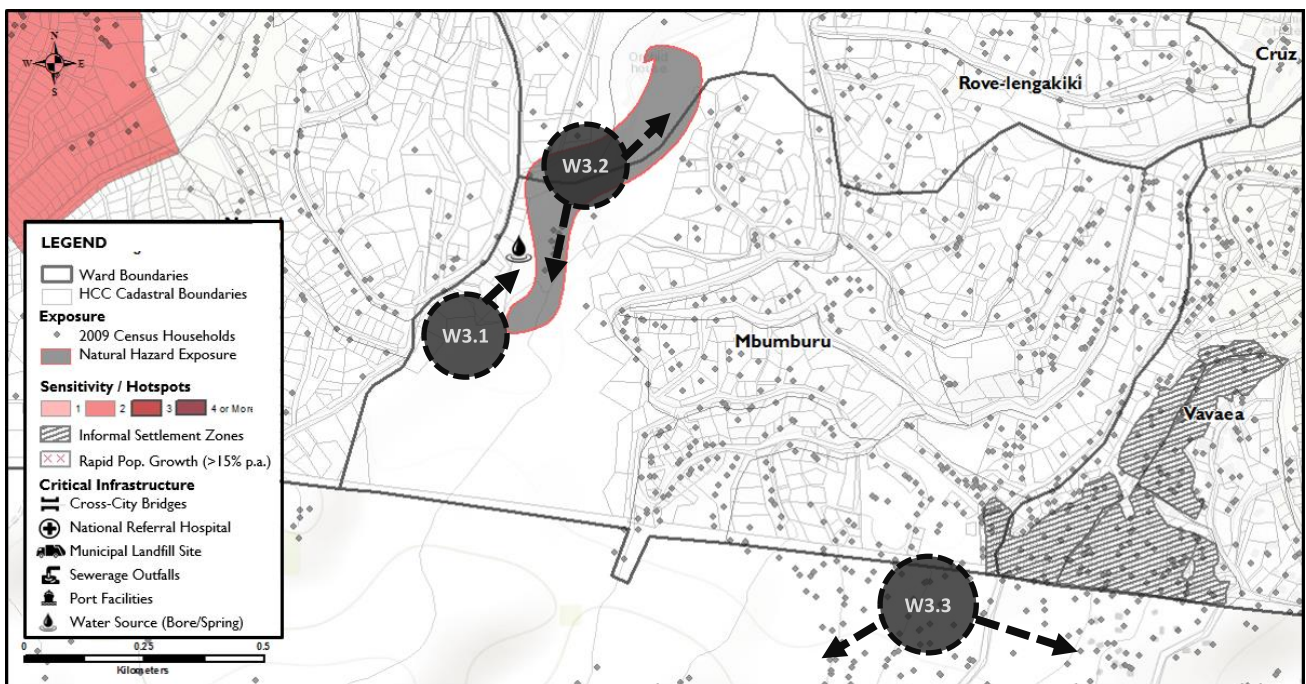 N
W E
S
Orchid
house
Cruz
Rove-lengakiki
W3.2
W3.1
Mbumburu
Vavaea
W3.3
LEGEND
Ward Boundaries
HCC Cadastral Boundaries
Exposure
2009 Census Households
Natural Hazard Exposure
Sensitivity / Hotspots
1 2 3 4 or More
Informal Settlement Zones
Rapid Pop. Growth (>15% p.a.)
Critical Infrastructure
Cross-City Bridges
National Referral Hospital
Municipal Landfill Site
Sewerage Outfalls
Port Facilities
Water Source (Bore/Spring)
0 0.25 0.5
Kilometers